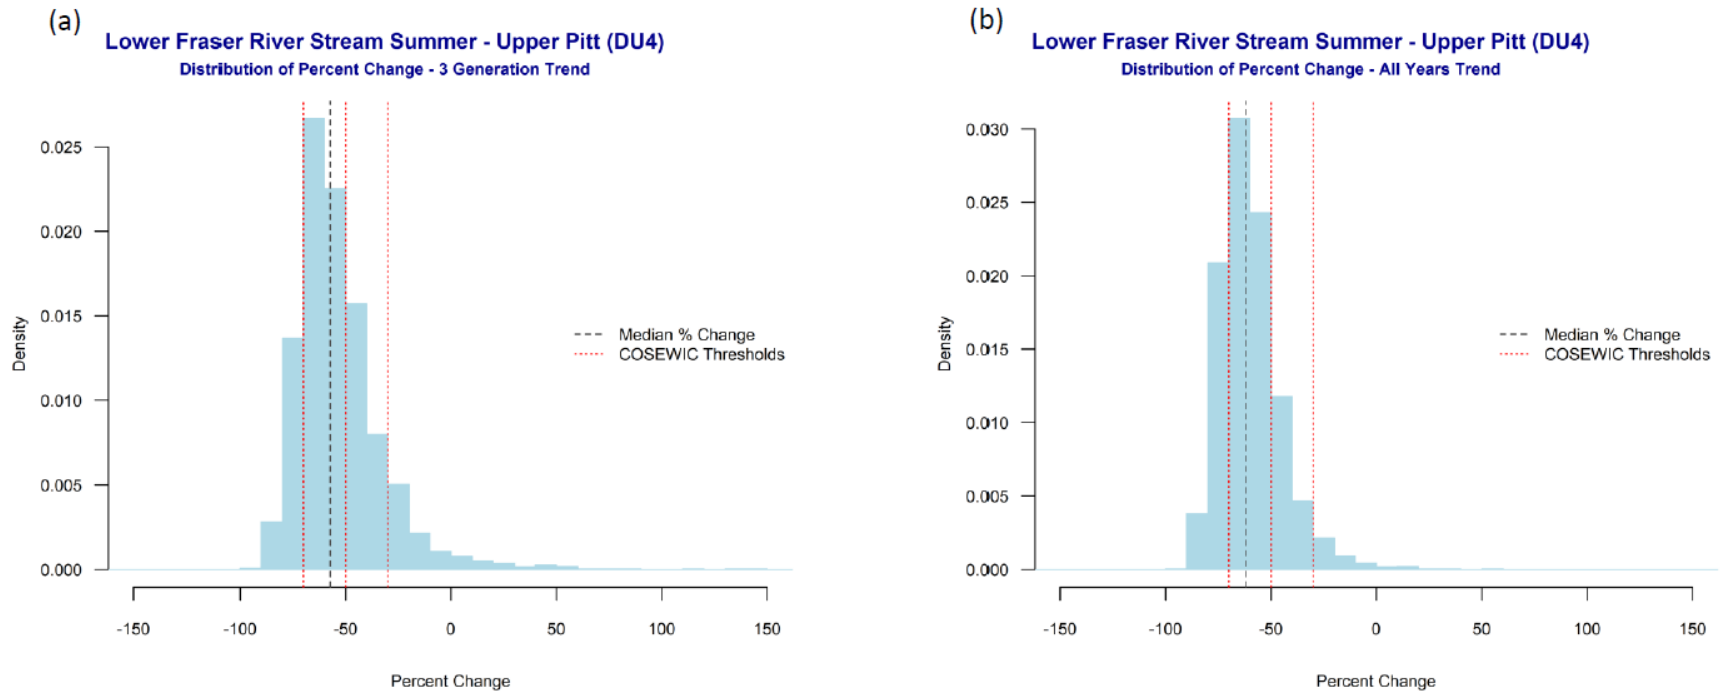 (a)
Lower Fraser River Stream Summer - Upper Pitt (DU4)
Distribution of Percent Change - 3 Generation Trend
0.025
0.020
0.015
0.010
0.005
0.000
Density
Median % Change
COSEWIC Thresholds
-150 -100 -50 0 50 100 150
Percent Change
(b)
Lower Fraser River Stream Summer - Upper Pitt (DU4)
Distribution of Percent Change - All Years Trend
0.030
0.025
0.020
0.015
0.010
0.005
0.000
Density
Median % Change
COSEWIC Thresholds
-150 -100 -50 0 50 100 150
Percent Change